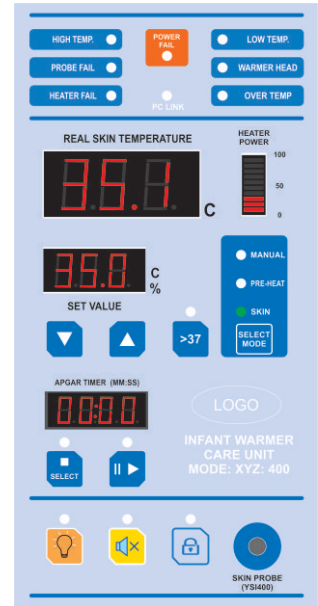 HIGH TEMP.
POWER
FAIL
LOW TEMP.
PROBE FAIL
WARMER HEAD
HEATER FAIL
PC LINK
OVER TEMP
REAL SKIN TEMPERATURE
HEATER
POWER
35.1
C
100
50
0
35.0
C
%
SET VALUE
>37
MANUAL
PRE-HEAT
SKIN
SELECT
MODE
APGAR TIMER (MM:SS)
00:00
SELECT
LOGO
INFANT WARMER
CARE UNIT
MODE: XYZ: 400
SKIN PROBE
(YSI400)